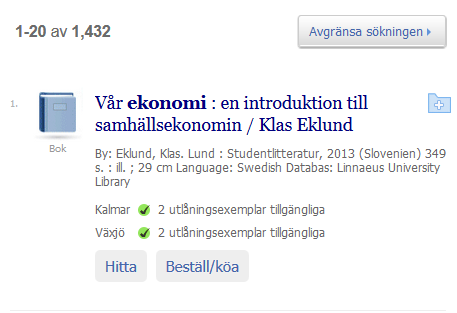 1-20 av 1,432
Avgränsa sökningen
1.
Vår ekonomi : en introduktion till
samhällsekonomin / Klas Eklund
Bok
By: Eklund, Klas. Lund : Studentlitteratur, 2013 (Slovenien) 349
s. : ill. ; 29 cm Language: Swedish Databas: Linnaeus University
Library
Kalmar 2 utlåningsexemplar tillgängliga
Växjö 2 utlåningsexemplar tillgängliga
Hitta Beställ/köa